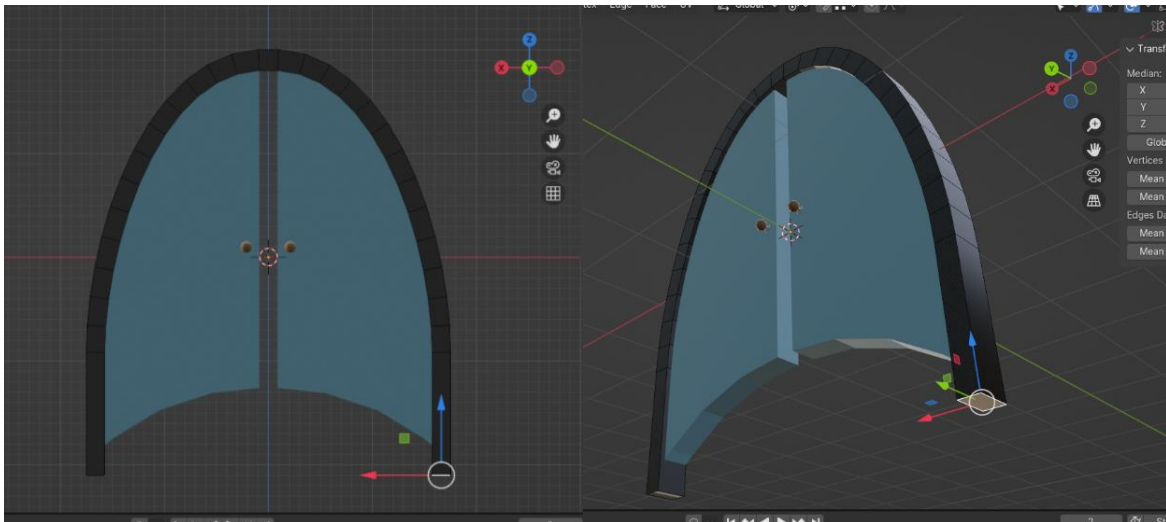 Z
X
Y
Edge
Face
UV
Global
Z
Y
X
Transf
Median:
X
Y
Z
Glob
Vertices
Mean
Mean
Edges Da
Mean
Mean